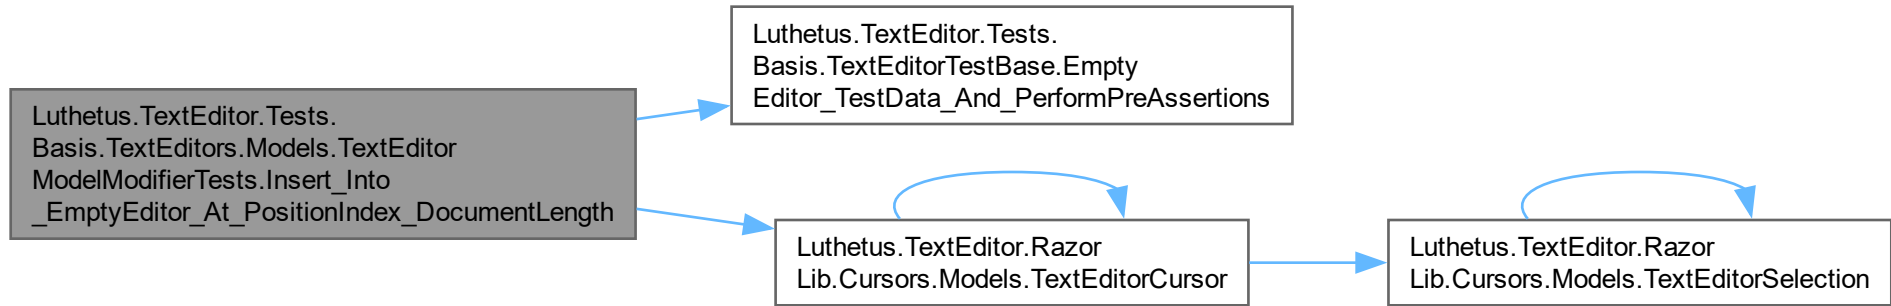 Luthetus.TextEditor.Tests.
Basis.TextEditors.Models.TextEditor
ModelModifierTests.Insert_Into
_EmptyEditor_At_PositionIndex_DocumentLength
Luthetus.TextEditor.Tests.
Basis.TextEditorTestBase.Empty
Editor_TestData_And_PerformPreAssertions
Luthetus.TextEditor.Razor
Lib.Cursors.Models.TextEditorCursor
Luthetus.TextEditor.Razor
Lib.Cursors.Models.TextEditorSelection